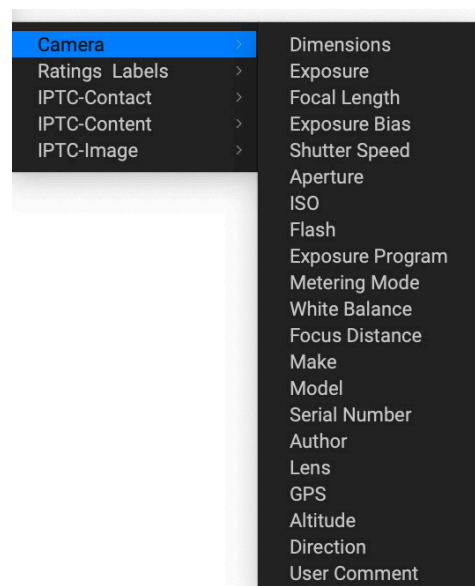 Camera
Ratings Labels
IPTC-Contact
IPTC-Content
IPTC-Image
Dimensions
Exposure
Focal Length
Exposure Bias
Shutter Speed
Aperture
ISO
Flash
Exposure Program
Metering Mode
White Balance
Focus Distance
Make
Model
Serial Number
Author
Lens
GPS
Altitude
Direction
User Comment